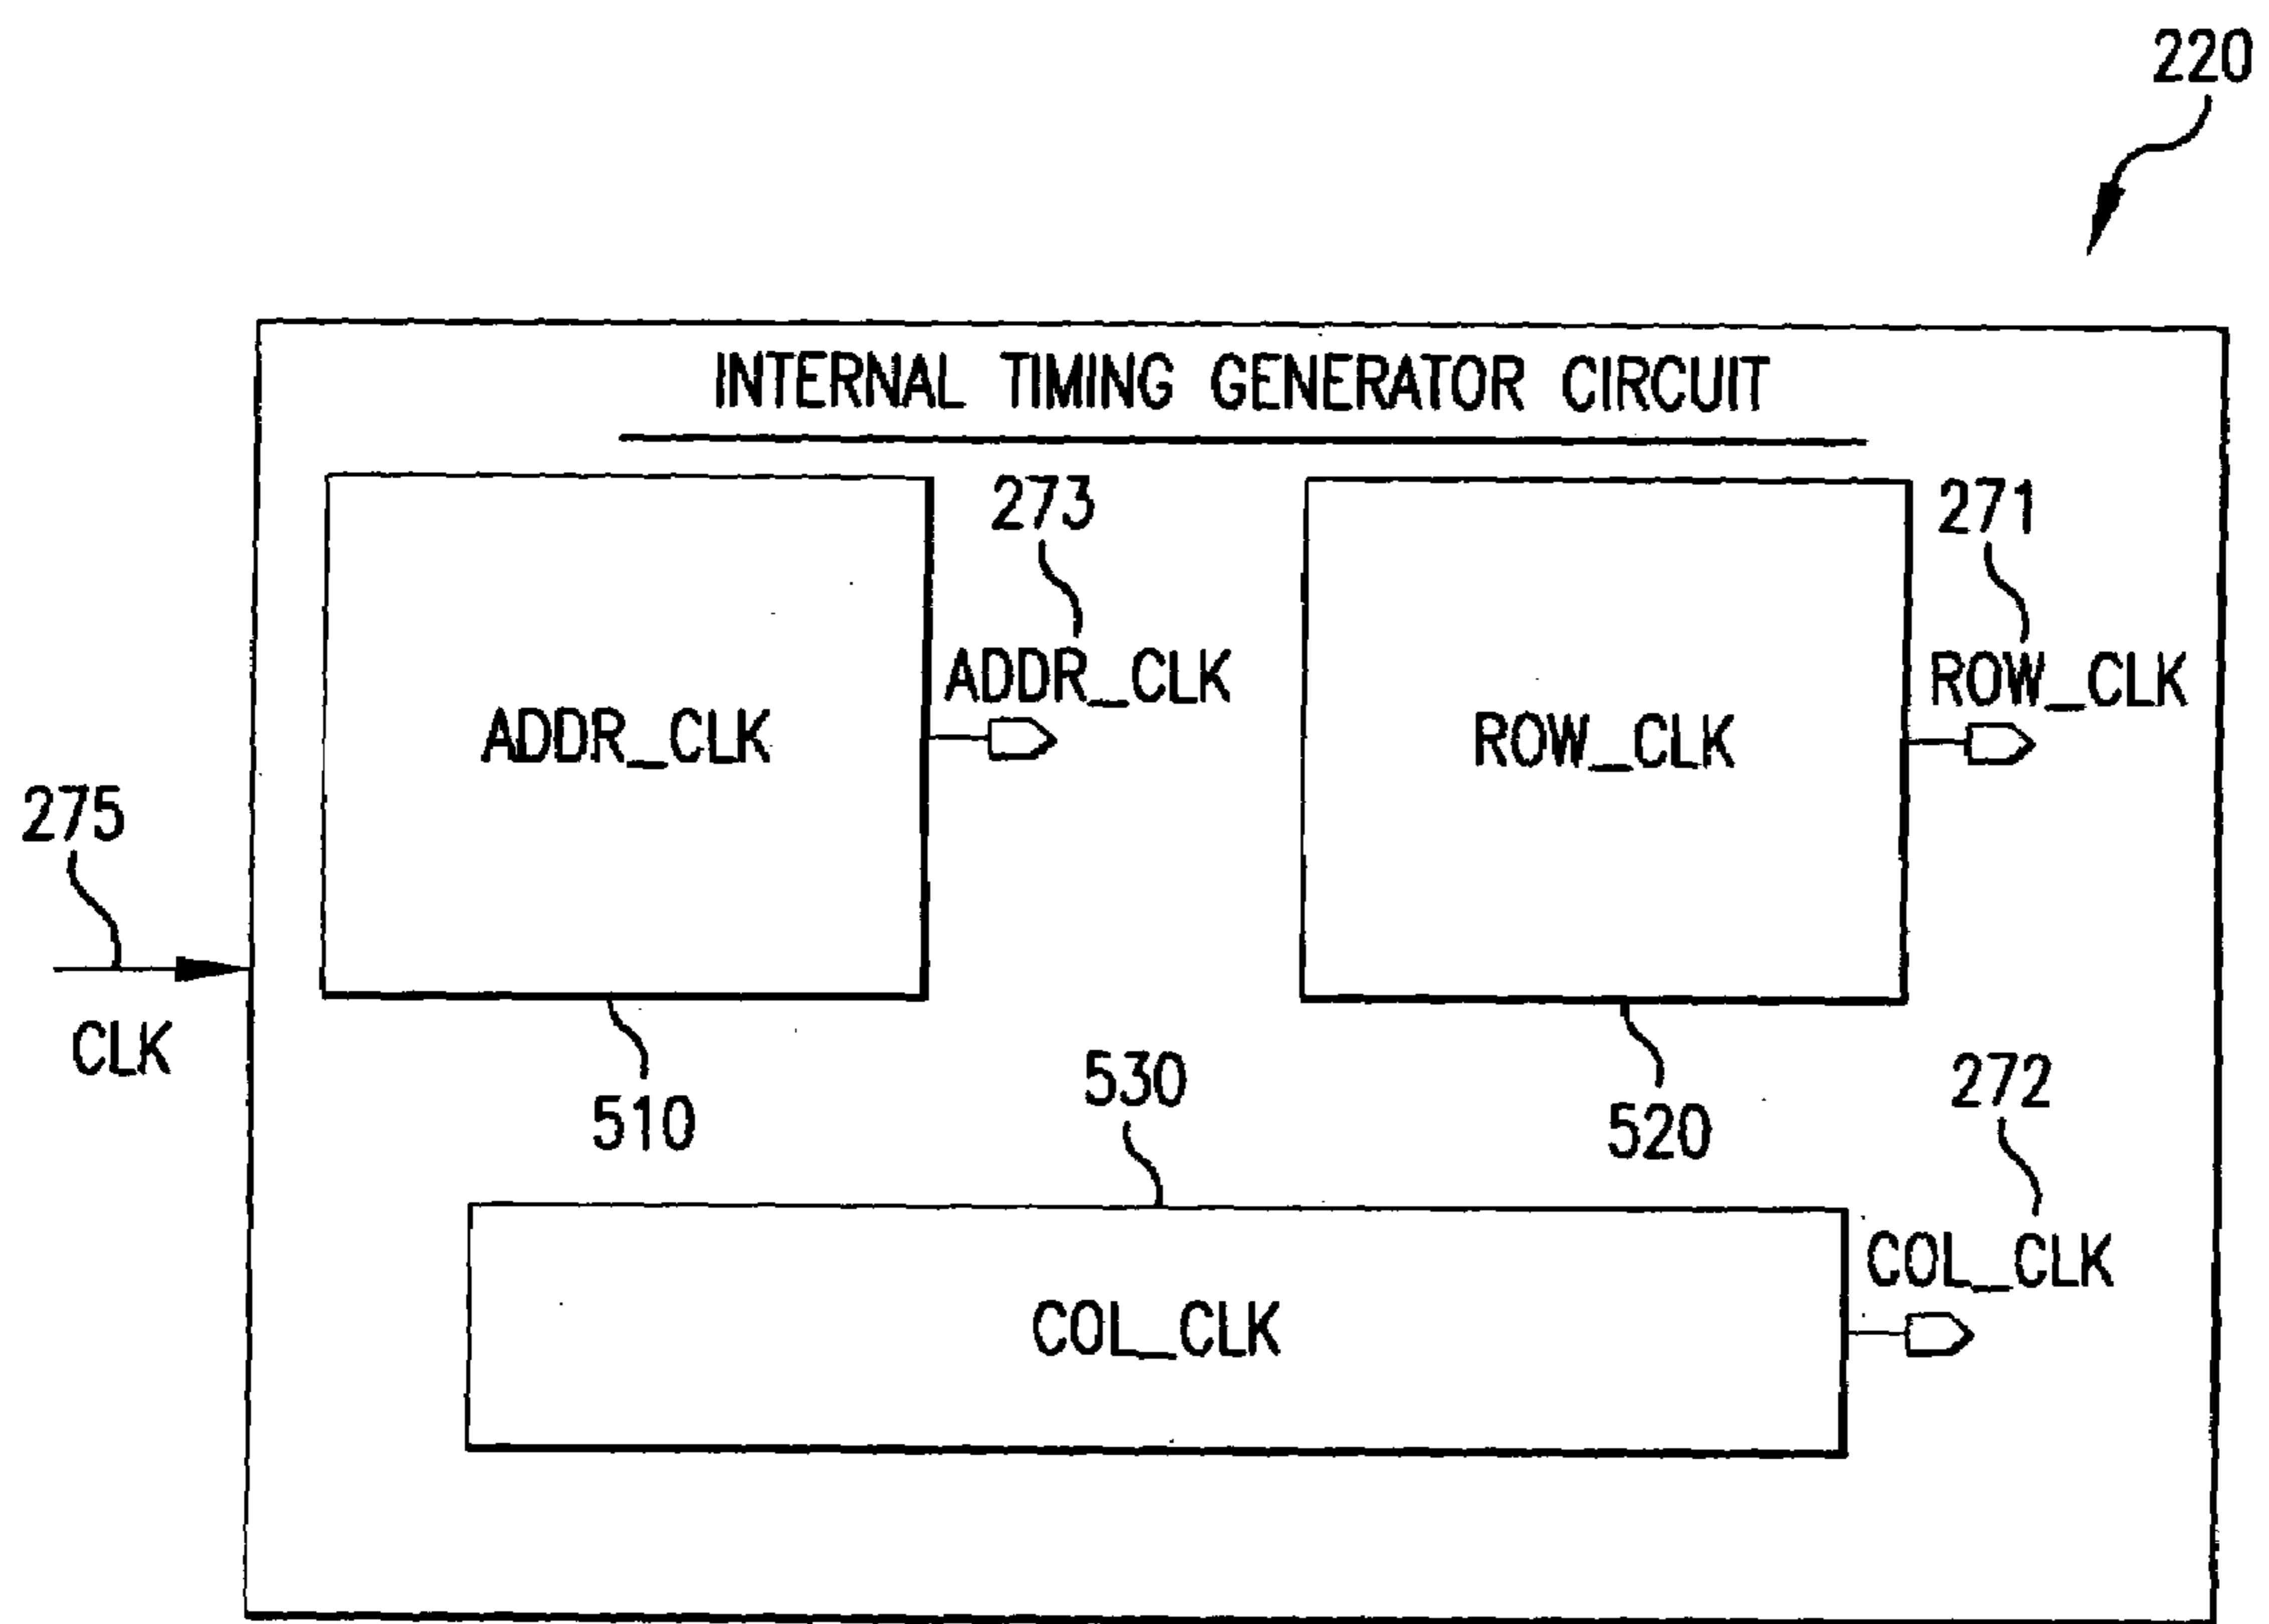 220
INTERNAL TIMING GENERATOR CIRCUIT
273
271
ADDR_CLK
ROW_CLK
ADDR_CLK
ROW_CLK
275
CLK
510
530
520
272
COL_CLK
COL_CLK